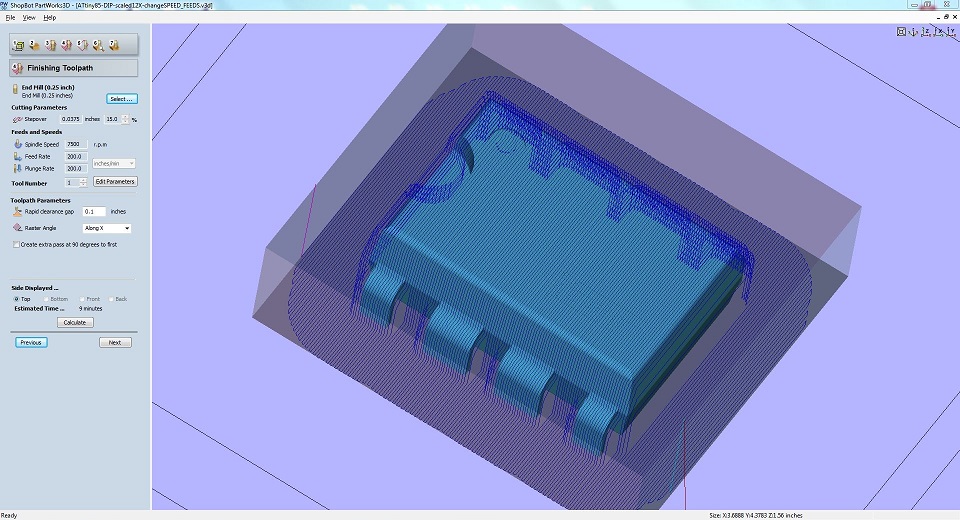 ShopBot PartWorks3D - [ATtiny85-DIP-scaled12X-changeSPEED_FEEDS.v3d]
File View Help
Finishing Toolpath
End Mill (0.25 inch)
End Mill (0.25 inches)
Select ...
Cutting Parameters
Stepover 0.0375 inches 15.0 %
Feeds and Speeds
Spindle Speed 7500 r.p.m
Feed Rate 200.0
inches/min
Plunge Rate 200.0
Tool Number 1 Edit Parameters
Toolpath Parameters
Rapid clearance gap 0.1 inches
Raster Angle Along X
Create extra pass at 90 degrees to first
Side Displayed ...
Top Bottom Front Back
Estimated Time ... 9 minutes
Calculate
Previous Next
Ready Size: X:3.6888 Y:4.3783 Z:1.56 inches